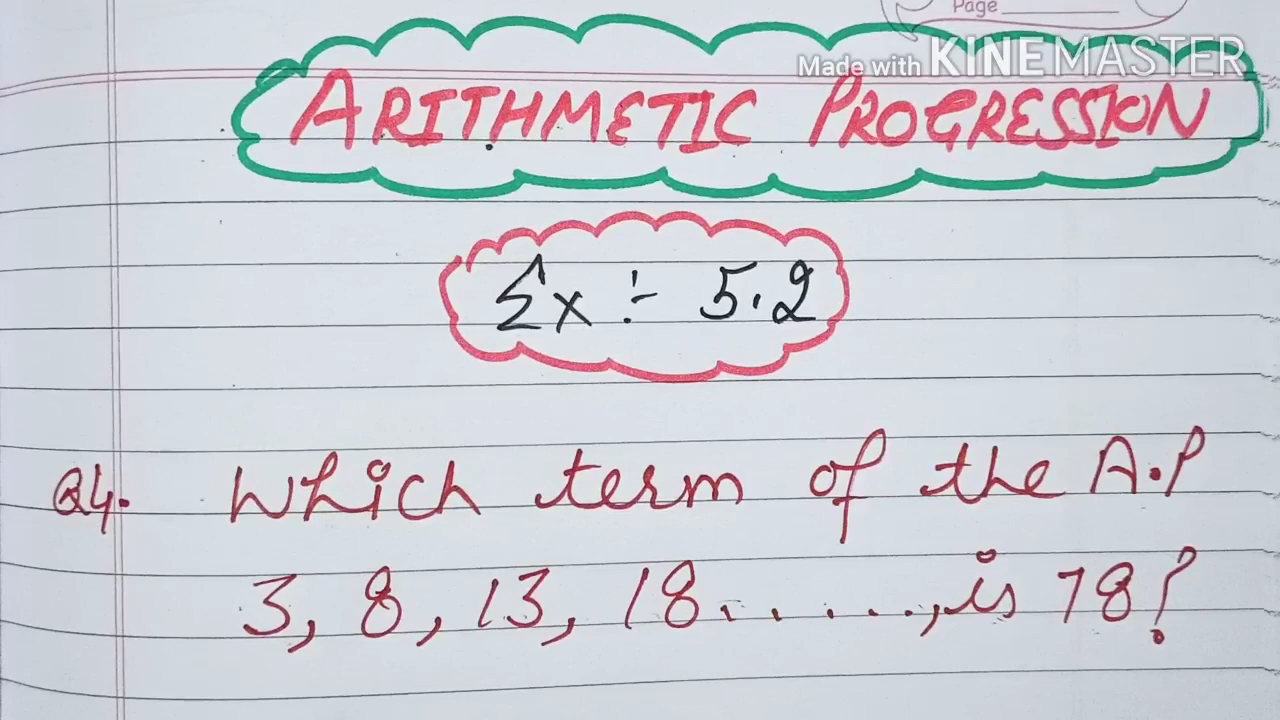 Page
Made with KINEMASTER
ARITHMETIC PROGRESSION
Ex :- 5.2
Q4. Which term of the A.P
3, 8, 13, 18......, is 78?